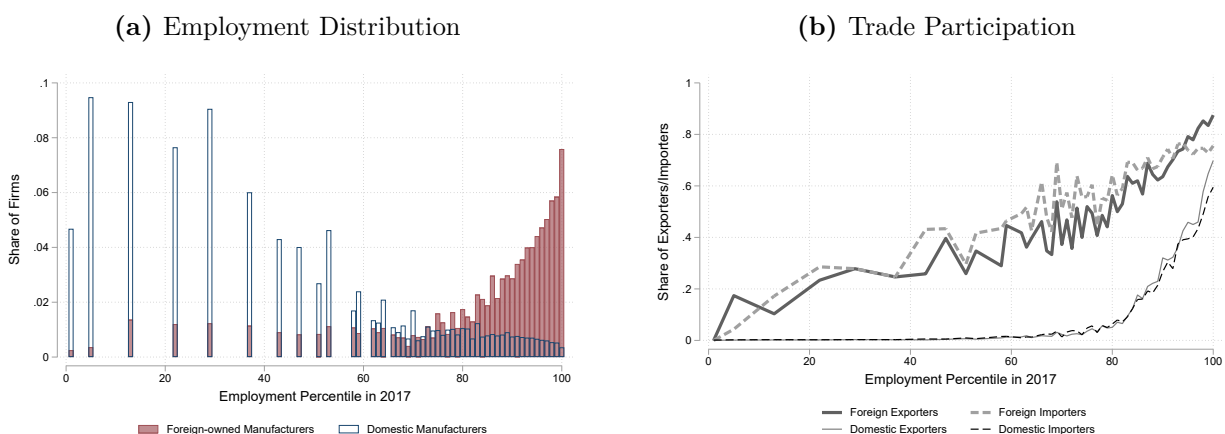 (a) Employment Distribution
.1
.08
.06
.04
.02
0
Share of Firms
0 20 40 60 80 100
Employment Percentile in 2017
Foreign-owned Manufacturers Domestic Manufacturers
(b) Trade Participation
1
.8
.6
.4
.2
0
Share of Exporters/Importers
0 20 40 60 80 100
Employment Percentile in 2017
Foreign Exporters Foreign Importers
Domestic Exporters Domestic Importers